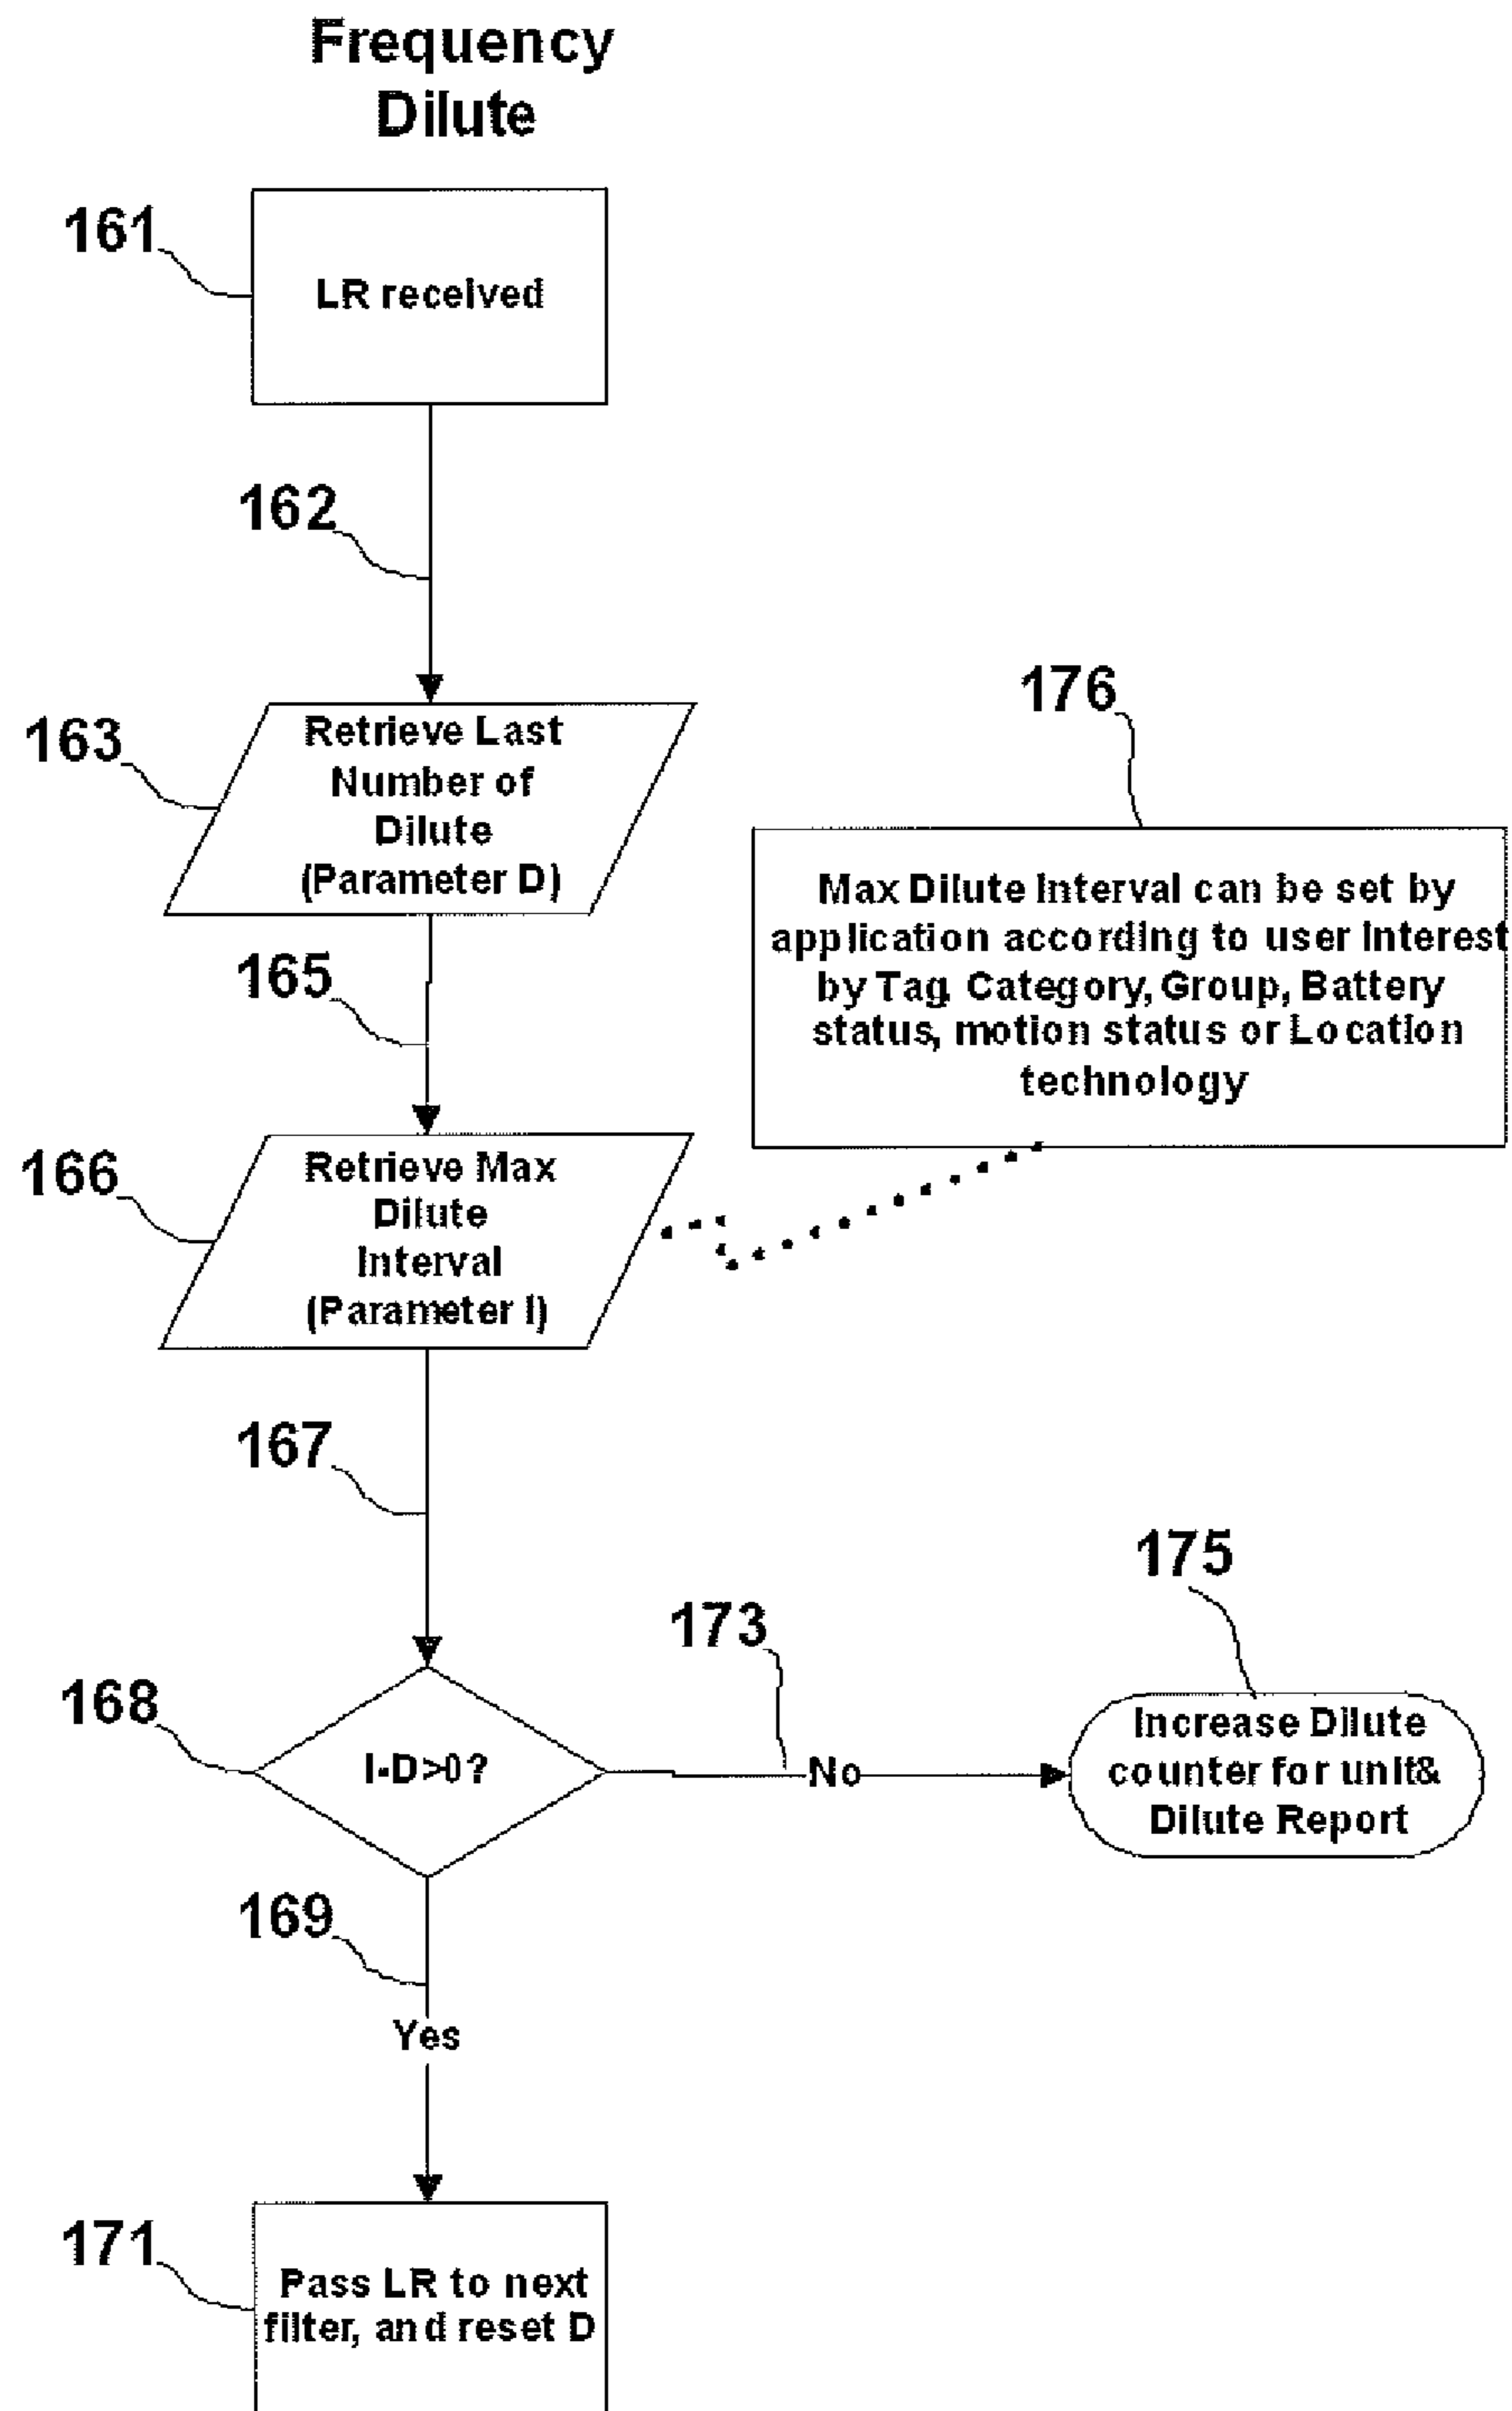 Frequency
Dilute
161
LR received
162
163
Retrieve Last
Number of
Dilute
(Parameter D)
176
Max Dilute Interval can be set by
application according to user Interest
by Tag, Category, Group, Battery
status, motion status or Location
technology
165
166
Retrieve Max
Dilute
Interval
(Parameter I)
167
168
I-D>0?
173
No
175
Increase Dilute
counter for unit&
Dilute Report
169
Yes
171
Pass LR to next
filter, and reset D